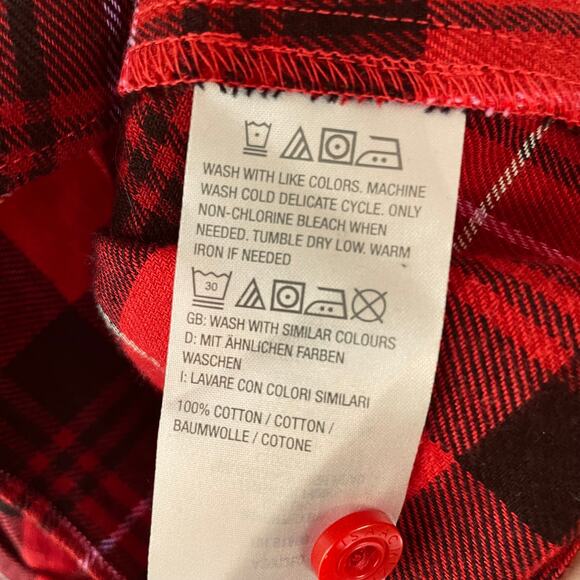 WASH WITH LIKE COLORS. MACHINE
WASH COLD DELICATE CYCLE. ONLY
NON-CHLORINE BLEACH WHEN
NEEDED. TUMBLE DRY LOW. WARM
IRON IF NEEDED
30
GB: WASH WITH SIMILAR COLOURS
D: MIT ÄHNLICHEN FARBEN
WASCHEN
I: LAVARE CON COLORI SIMILARI
100% COTTON / COTTON /
BAUMWOLLE / COTONE